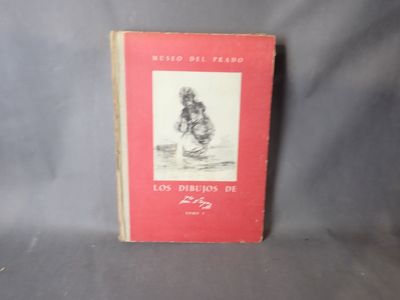 MUSEO DEL PRADO
LOS DIBUJOS DE
TOMO I